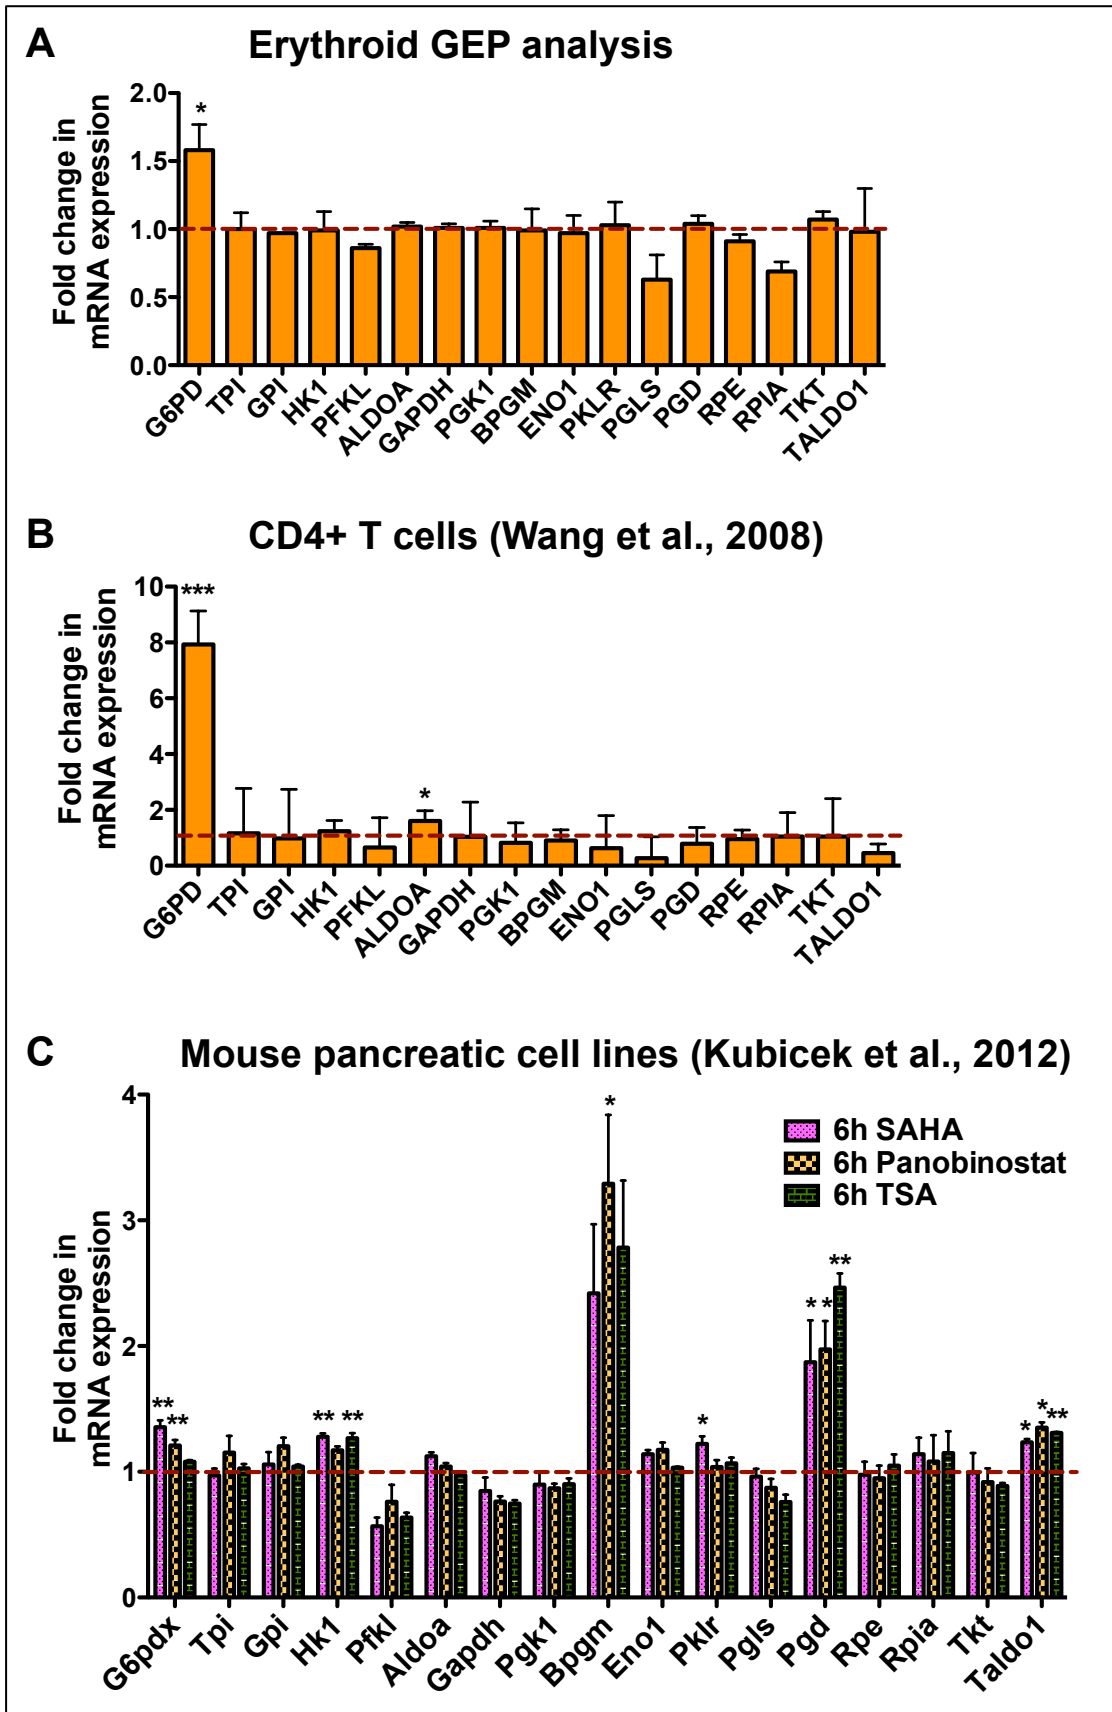 A Erythroid GEP analysis
Fold change in
mRNA expression
2.0
1.5
1.0
0.5
0.0
*
G6PD TPI GPI HK1 PFKL ALDOA GAPDH PGK1 BPGM ENO1 PKLR PGLS PGD RPE RPIA TKT TALDO1
B CD4+ T cells (Wang et al., 2008)
Fold change in
mRNA expression
10
8
6
4
2
0
***
*
G6PD TPI GPI HK1 PFKL ALDOA GAPDH PGK1 BPGM ENO1 PGLS PGD RPE RPIA TKT TALDO1
C Mouse pancreatic cell lines (Kubicek et al., 2012)
Fold change in
mRNA expression
4
3
2
1
0
6h SAHA
6h Panobinostat
6h TSA
** ** ** ** * * * * ** * * **
G6pdx Tpi Gpi Hk1 Pfkl Aldoa Gapdh Pgk1 Bpgm Eno1 Pklr Pgls Pgd Rpe Rpia Tkt Taldo1